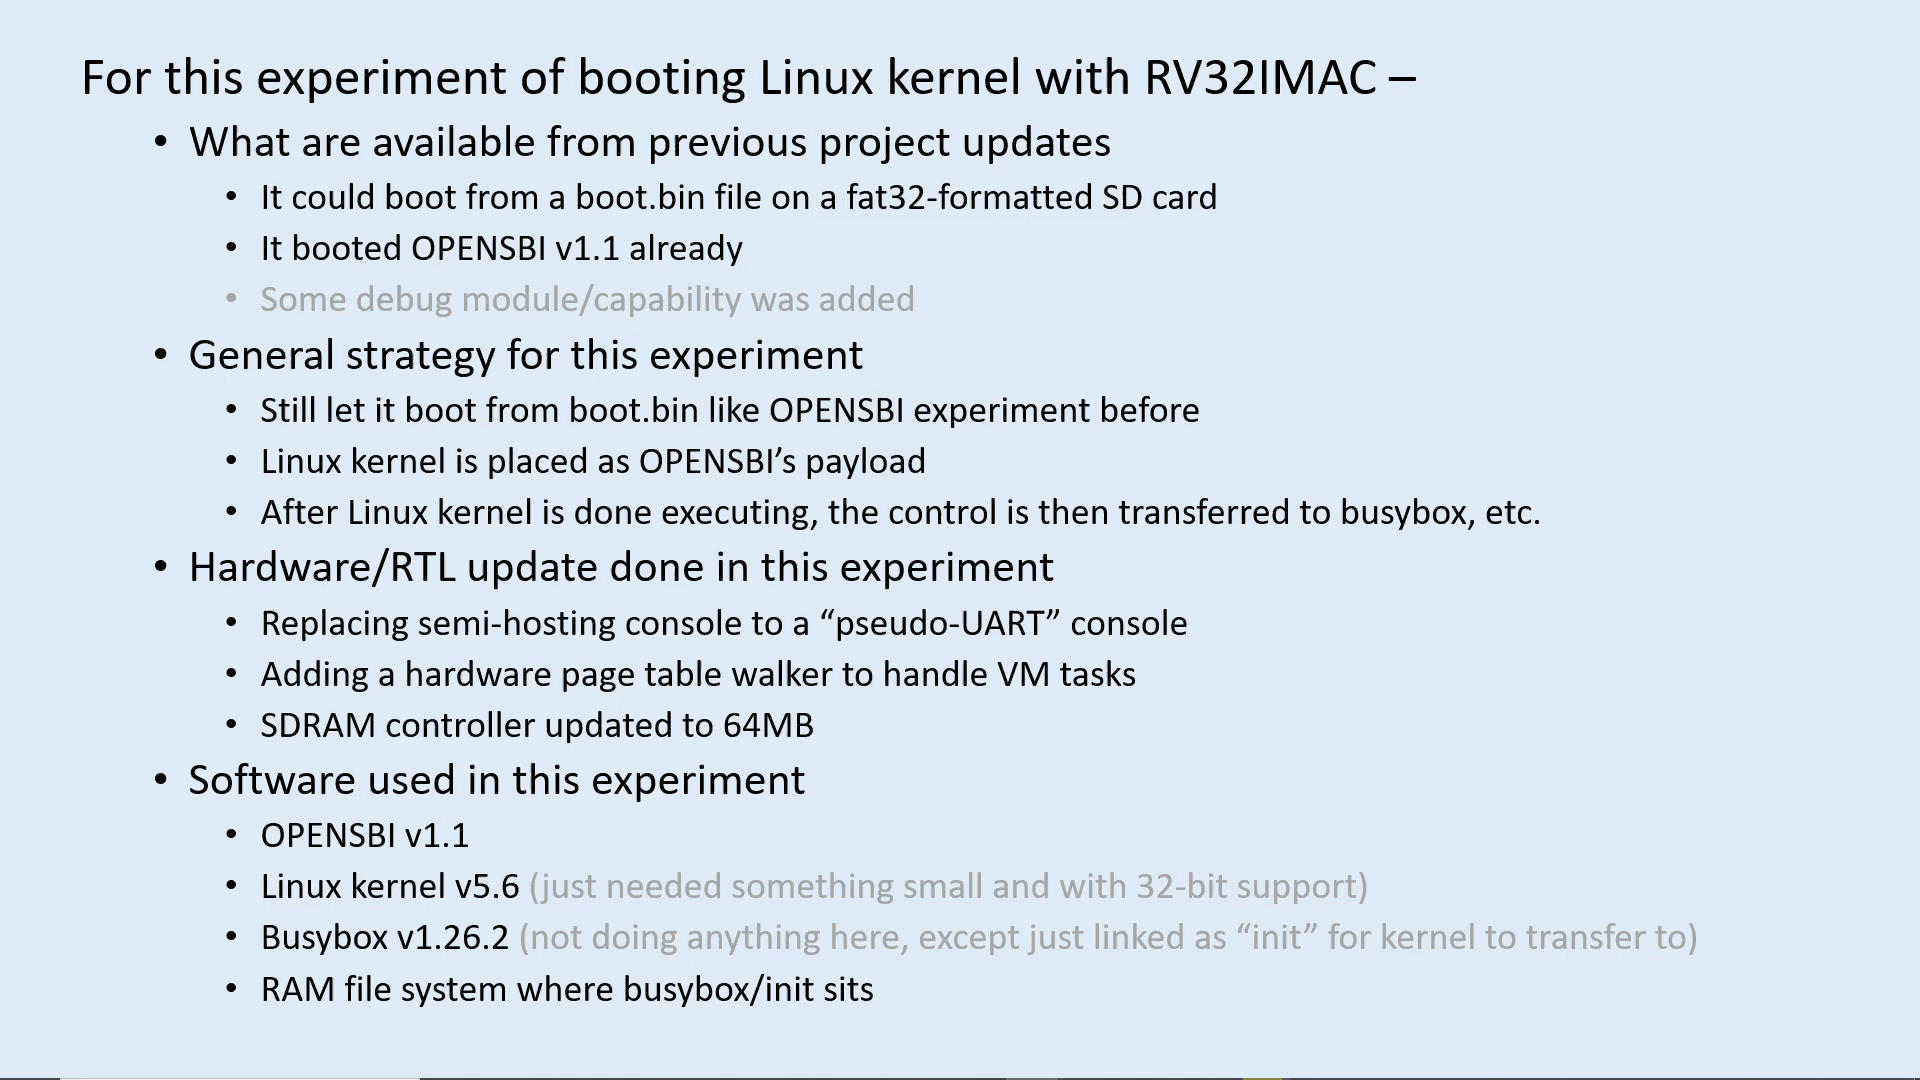 For this experiment of booting Linux kernel with RV32IMAC –
• What are available from previous project updates
• It could boot from a boot.bin file on a fat32-formatted SD card
• It booted OPENSBI v1.1 already
• Some debug module/capability was added
• General strategy for this experiment
• Still let it boot from boot.bin like OPENSBI experiment before
• Linux kernel is placed as OPENSBI’s payload
• After Linux kernel is done executing, the control is then transferred to busybox, etc.
• Hardware/RTL update done in this experiment
• Replacing semi-hosting console to a “pseudo-UART” console
• Adding a hardware page table walker to handle VM tasks
• SDRAM controller updated to 64MB
• Software used in this experiment
• OPENSBI v1.1
• Linux kernel v5.6 (just needed something small and with 32-bit support)
• Busybox v1.26.2 (not doing anything here, except just linked as “init” for kernel to transfer to)
• RAM file system where busybox/init sits